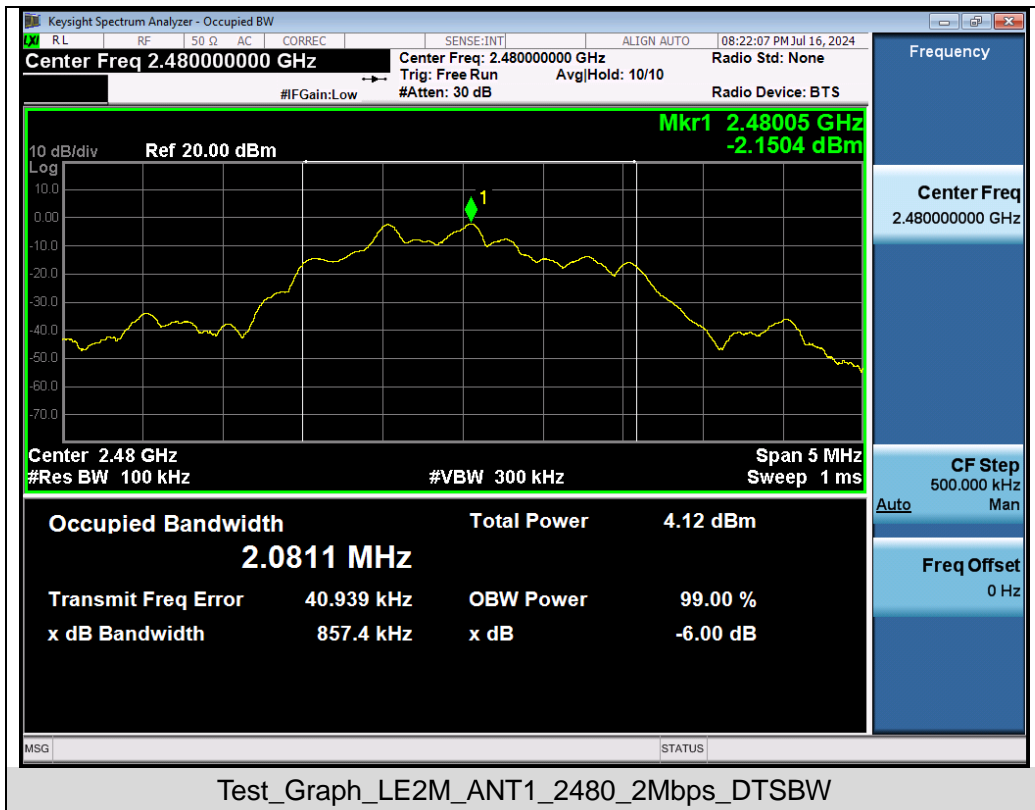 Keysight Spectrum Analyzer - Occupied BW
LXI RL RF 50 Ω AC CORREC SENSE:INT ALIGN AUTO 08:22:07 PM Jul 16, 2024
Center Freq 2.480000000 GHz
#IFGain:Low
Center Freq: 2.480000000 GHz
Trig: Free Run Avg|Hold: 10/10
#Atten: 30 dB
Radio Std: None
Radio Device: BTS
Mkr1 2.48005 GHz
-2.1504 dBm
10 dB/div Ref 20.00 dBm
Log
10.0
0.00
-10.0
-20.0
-30.0
-40.0
-50.0
-60.0
-70.0
1
Center 2.48 GHz Span 5 MHz
#Res BW 100 kHz #VBW 300 kHz Sweep 1 ms
Occupied Bandwidth Total Power 4.12 dBm
2.0811 MHz
Transmit Freq Error 40.939 kHz OBW Power 99.00 %
x dB Bandwidth 857.4 kHz x dB -6.00 dB
MSG STATUS
Frequency
Center Freq
2.480000000 GHz
CF Step
500.000 kHz
Auto Man
Freq Offset
0 Hz
Test_Graph_LE2M_ANT1_2480_2Mbps_DTSBW